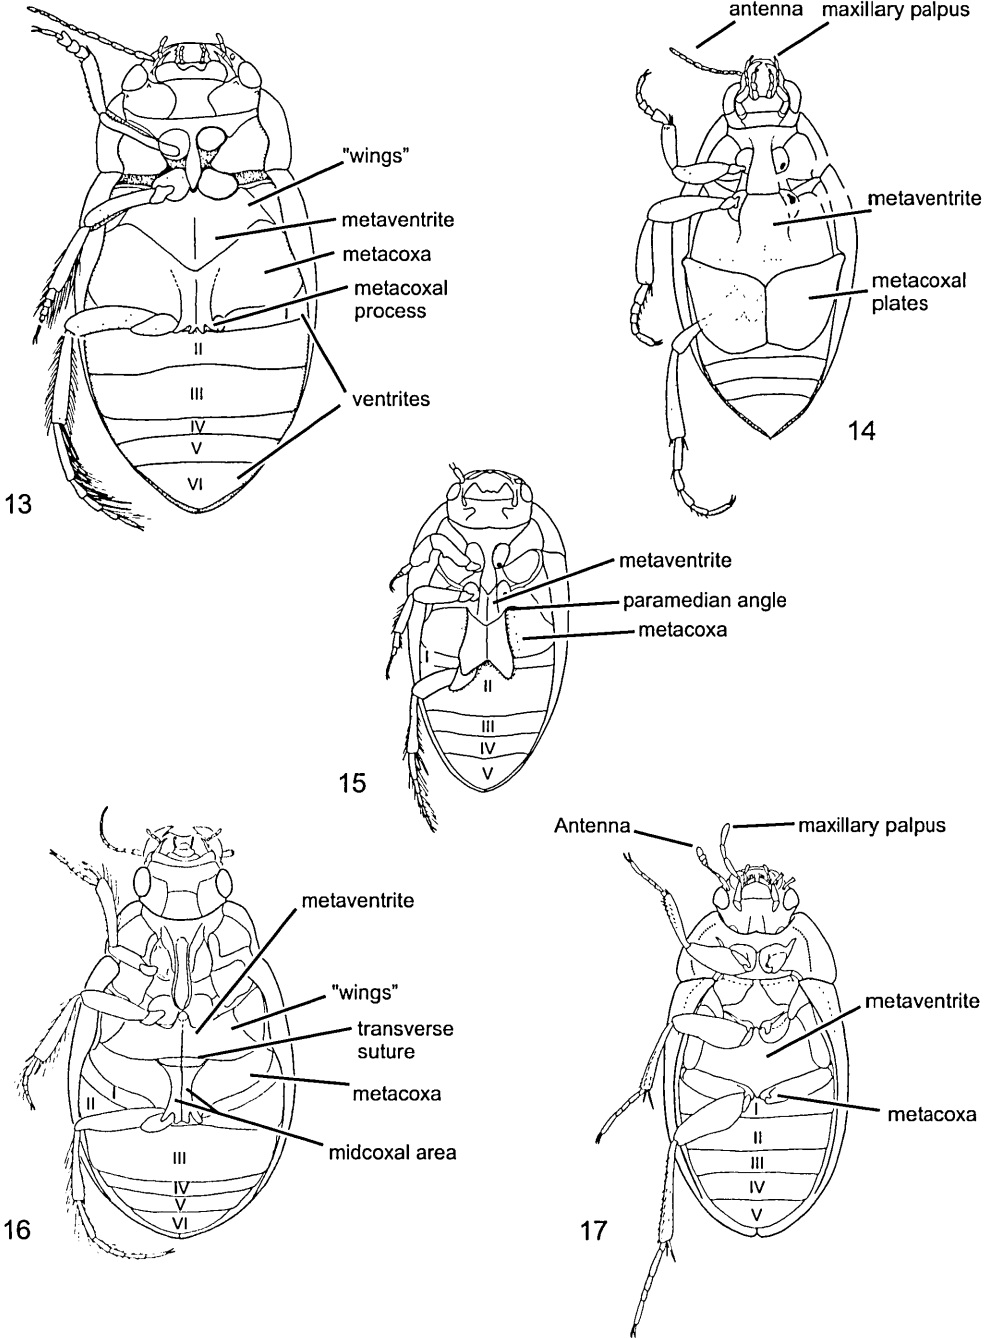 antenna
maxillary palpus
"wings"
metaventrite
metacoxa
metacoxal
process
I
II
III
IV
V
VI
ventrites
13
metaventrite
metacoxal
plates
14
metaventrite
paramedian angle
metacoxa
I
II
III
IV
V
15
metaventrite
"wings"
transverse
suture
metacoxa
midcoxal area
I
II
III
IV
V
VI
16
Antenna
maxillary palpus
metaventrite
metacoxa
I
II
III
IV
V
17